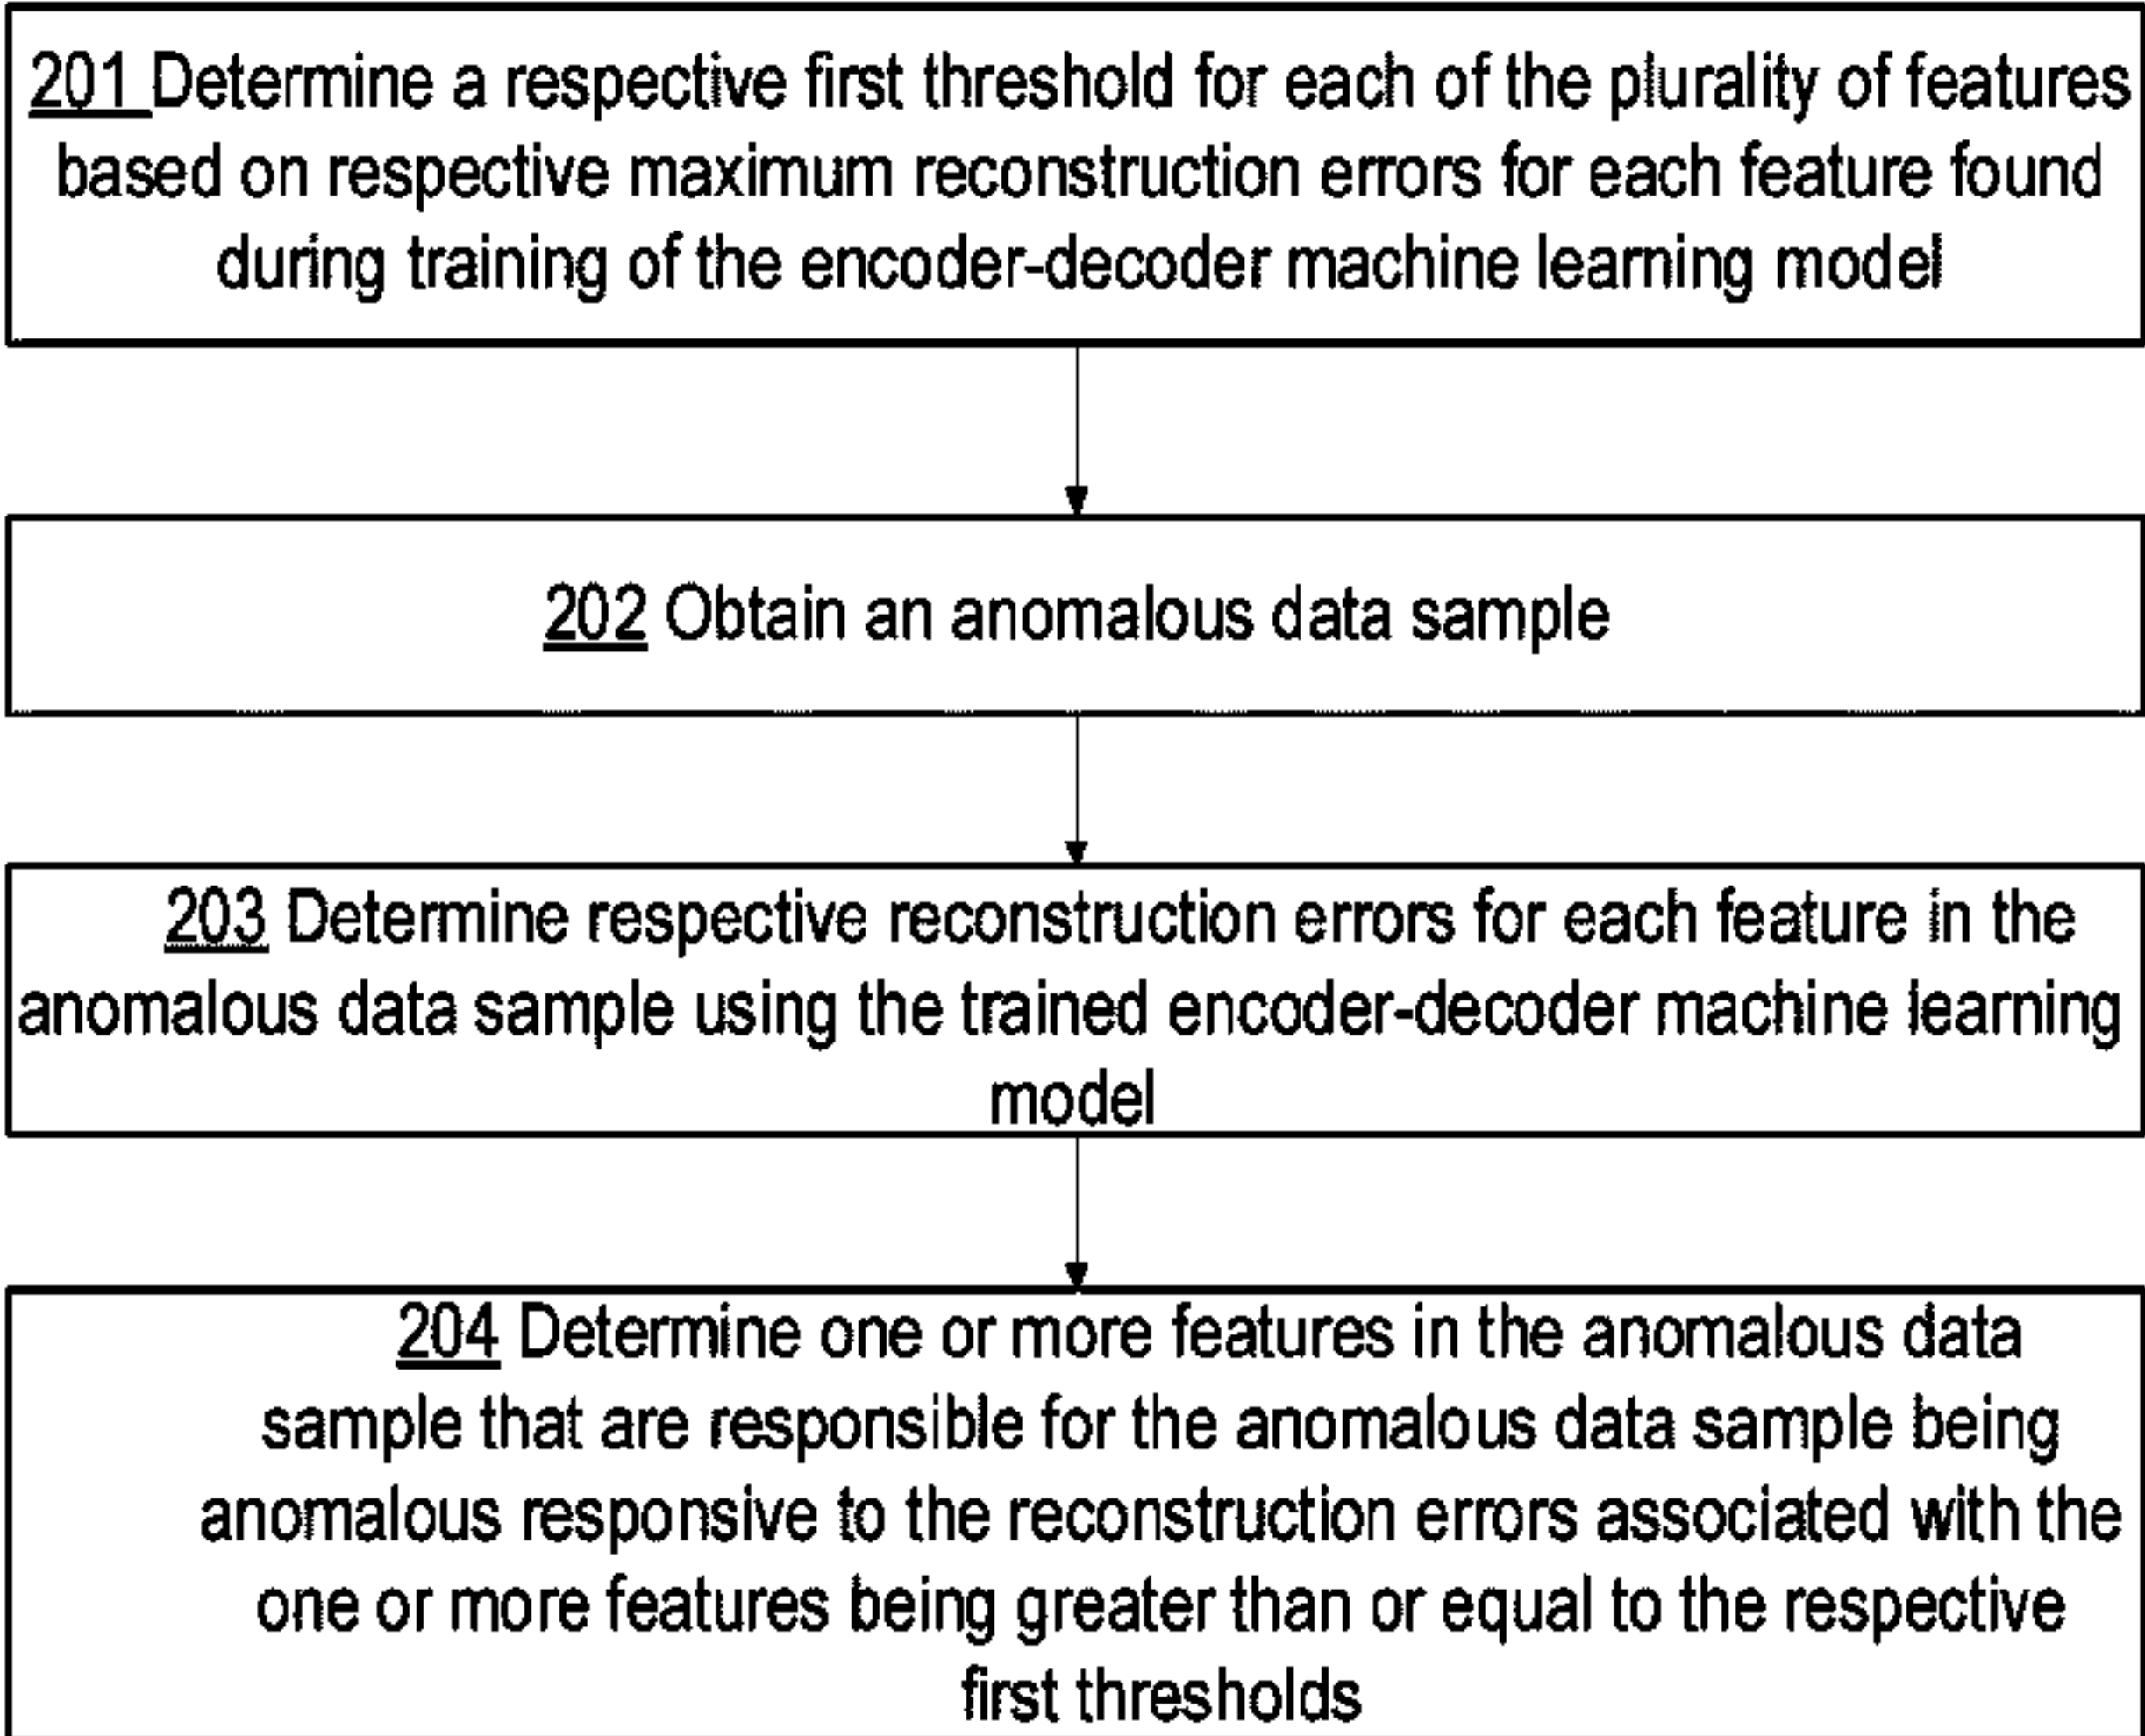 201 Determine a respective first threshold for each of the plurality of features
based on respective maximum reconstruction errors for each feature found
during training of the encoder-decoder machine learning model
202 Obtain an anomalous data sample
203 Determine respective reconstruction errors for each feature in the
anomalous data sample using the trained encoder-decoder machine learning
model
204 Determine one or more features in the anomalous data
sample that are responsible for the anomalous data sample being
anomalous responsive to the reconstruction errors associated with the
one or more features being greater than or equal to the respective
first thresholds